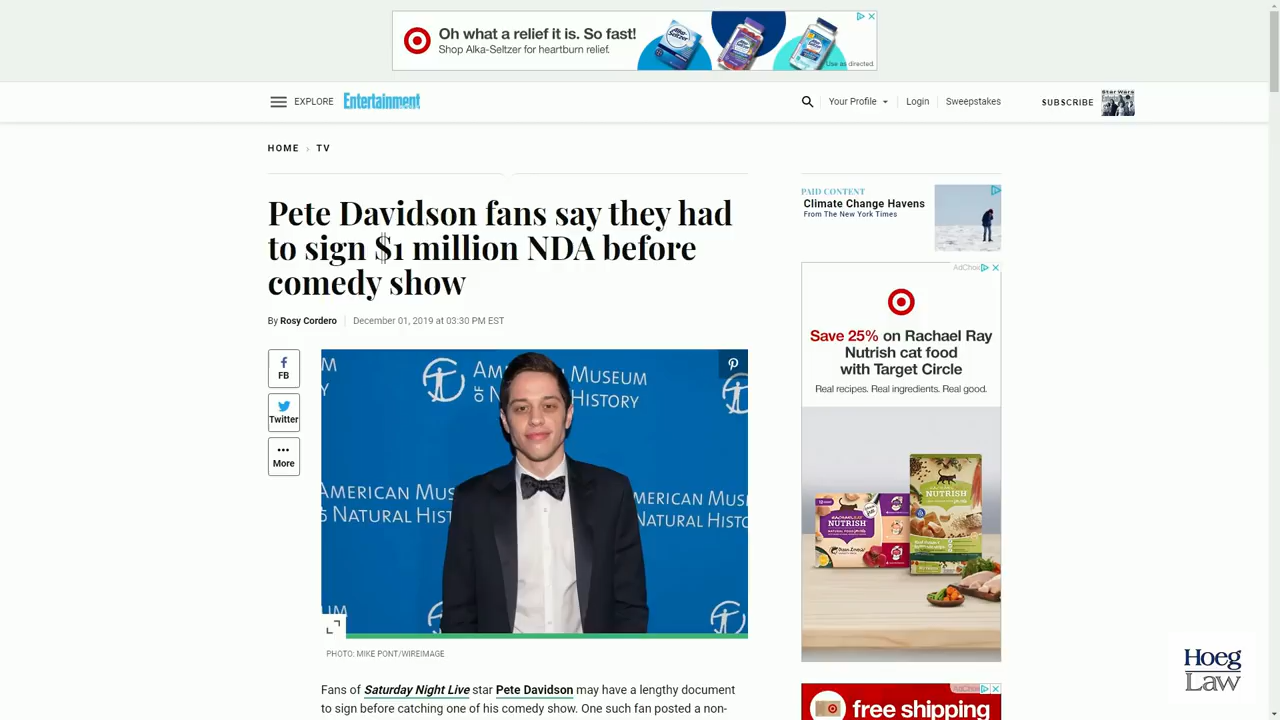 Oh what a relief it is. So fast!
Shop Alka-Seltzer for heartburn relief.
Use as directed.
EXPLORE
Entertainment
Your Profile
Login
Sweepstakes
SUBSCRIBE
HOME > TV
Pete Davidson fans say they had
to sign $1 million NDA before
comedy show
By Rosy Cordero
December 01, 2019 at 03:30 PM EST
FB
Twitter
More
AMERICAN MUSEUM
OF NATURAL HISTORY
PHOTO: MIKE PONT/WIREIMAGE
Fans of Saturday Night Live star Pete Davidson may have a lengthy document
to sign before catching one of his comedy show. One such fan posted a non-
PAID CONTENT
Climate Change Havens
From The New York Times
Save 25% on Rachael Ray
Nutrish cat food
with Target Circle
Real recipes. Real ingredients. Real good.
NUTRISH
NUTRISH
free shipping
Hoeg
Law